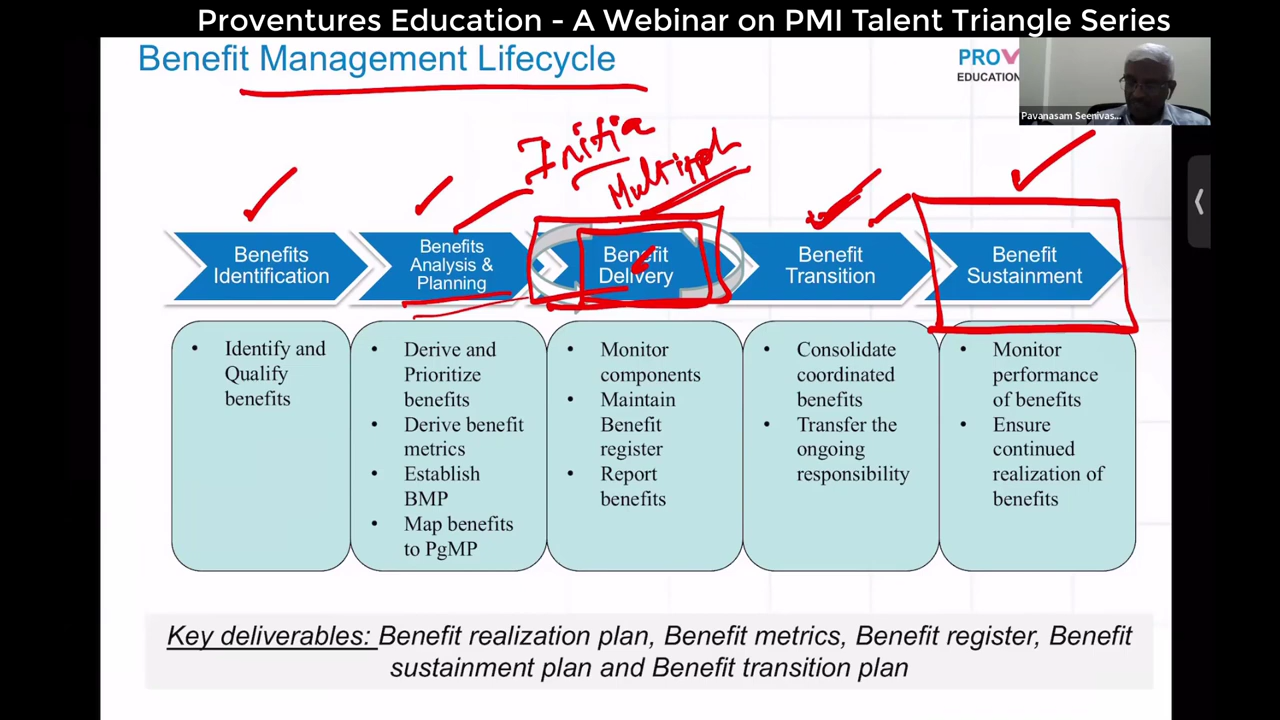 Proventures Education - A Webinar on PMI Talent Triangle Series
Benefit Management Lifecycle
PROV
EDUCATION
Pavanasam Seenivas...
Initia
Multiple
Benefits
Identification
Benefits
Analysis &
Planning
Benefit
Delivery
Benefit
Transition
Benefit
Sustainment
• Identify and
Qualify
benefits
• Derive and
Prioritize
benefits
• Derive benefit
metrics
• Establish
BMP
• Map benefits
to PgMP
• Monitor
components
• Maintain
Benefit
register
• Report
benefits
• Consolidate
coordinated
benefits
• Transfer the
ongoing
responsibility
• Monitor
performance
of benefits
• Ensure
continued
realization of
benefits
Key deliverables: Benefit realization plan, Benefit metrics, Benefit register, Benefit
sustainment plan and Benefit transition plan